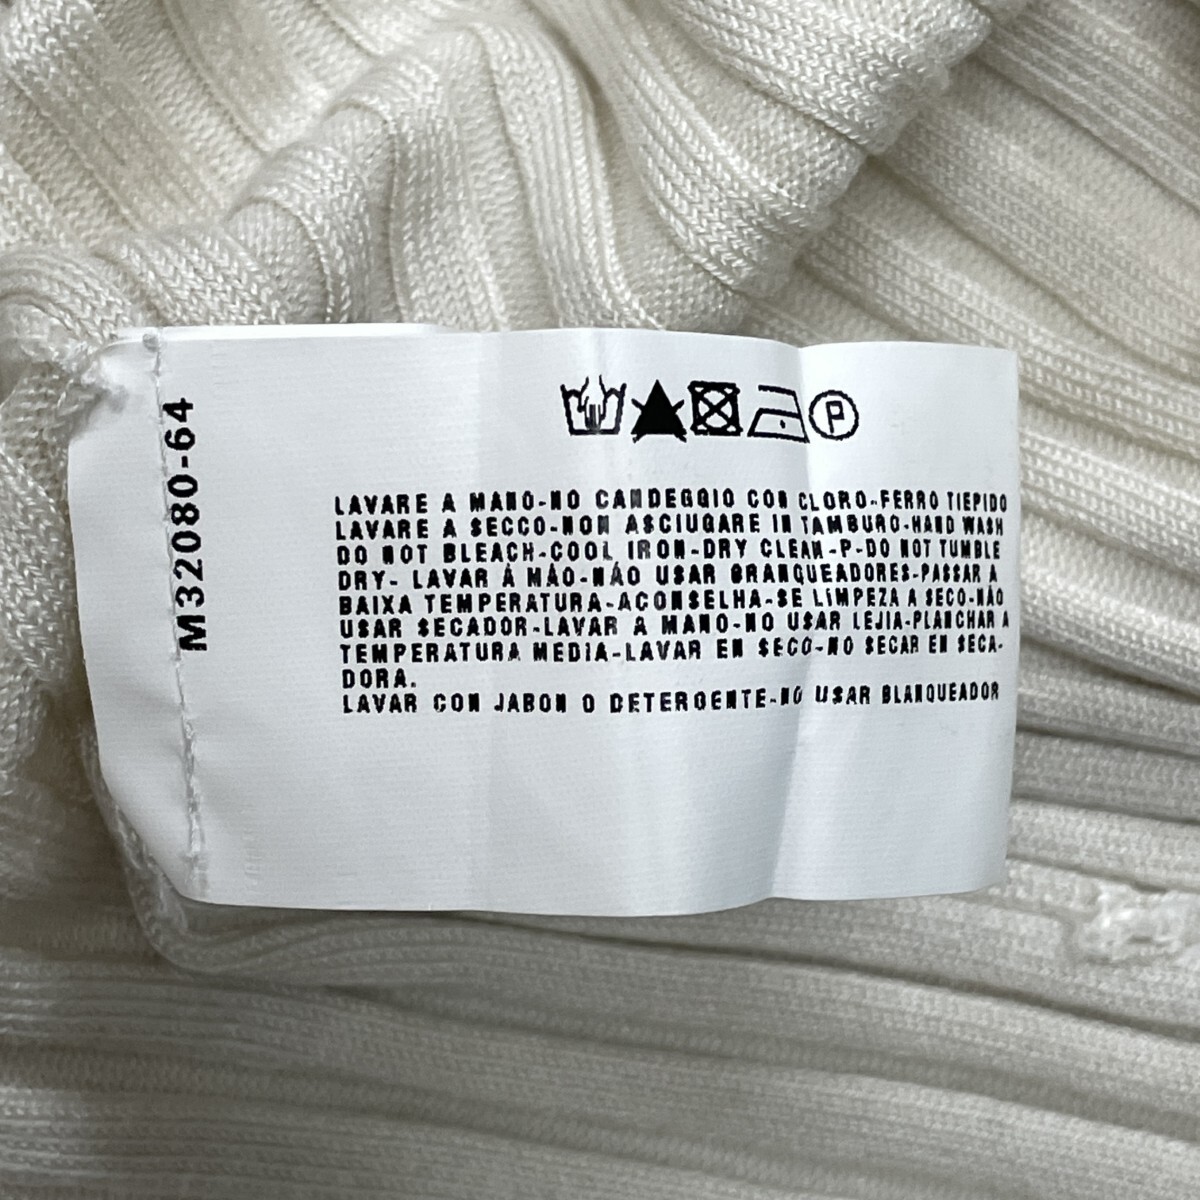 P
M32080-64
LAVARE A MANO-NO CANDEGGIO CON CLORO-FERRO TIEPIDO
LAVARE A SECCO-NON ASCIUGARE IN TAMBURO-HAND WASH
DO NOT BLEACH-COOL IRON-DRY CLEAN-P-DO NOT TUMBLE
DRY- LAVAR À MÃO-NÃO USAR BRANQUEADORES-PASSAR A
BAIXA TEMPERATURA-ACONSELHA-SE LIMPEZA A SECO-NÃO
USAR SECADOR-LAVAR A MANO-NO USAR LEJIA-PLANCHAR A
TEMPERATURA MEDIA-LAVAR EN SECO-NO SECAR EN SECA-
DORA.
LAVAR CON JABON O DETERGENTE-NO USAR BLANQUEADOR